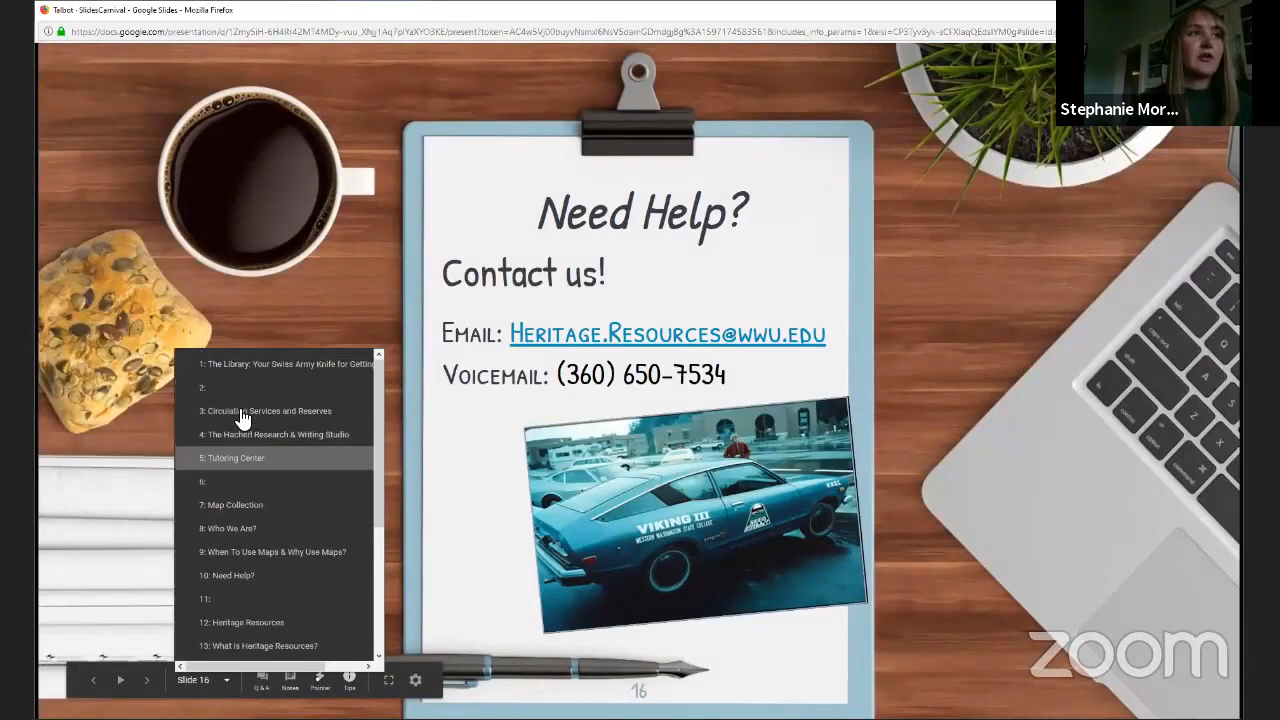 Talbot · SlidesCarnival - Google Slides - Mozilla Firefox
Stephanie Mor...
Need Help?
Contact us!
Email: Heritage.Resources@wwu.edu
Voicemail: (360) 650-7534
VIKING III
WESTERN WASHINGTON STATE COLLEGE
1: The Library: Your Swiss Army Knife for Getting
2:
3: Circulation Services and Reserves
4: The Hacherl Research & Writing Studio
5: Tutoring Center
6:
7: Map Collection
8: Who We Are?
9: When To Use Maps & Why Use Maps?
10: Need Help?
11:
12: Heritage Resources
13: What is Heritage Resources?
Slide 16
Q & A
Notes
Pointer
Tips
16
zoom